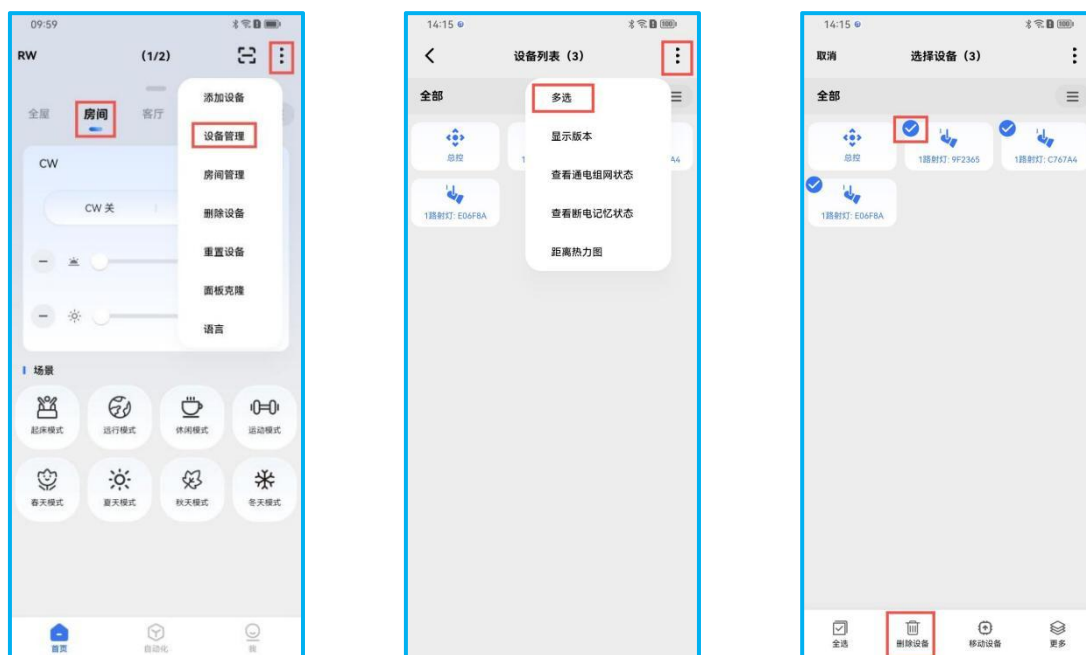 09:59
RW
(1/2)
添加设备
全屋
房间
客厅
设备管理
CW
房间管理
CW 关
删除设备
重置设备
面板克隆
语言
场景
起床模式
远行模式
休闲模式
运动模式
春天模式
夏天模式
秋天模式
冬天模式
首页
自动化
我
14:15
设备列表（3）
全部
多选
显示版本
总控
1
A4
查看通电组网状态
1路射灯: E06F8A
查看断电记忆状态
距离热力图
14:15
取消
选择设备（3）
全部
总控
1路射灯: 9F2365
1路射灯: C767A4
1路射灯: E06F8A
全选
删除设备
移动设备
更多